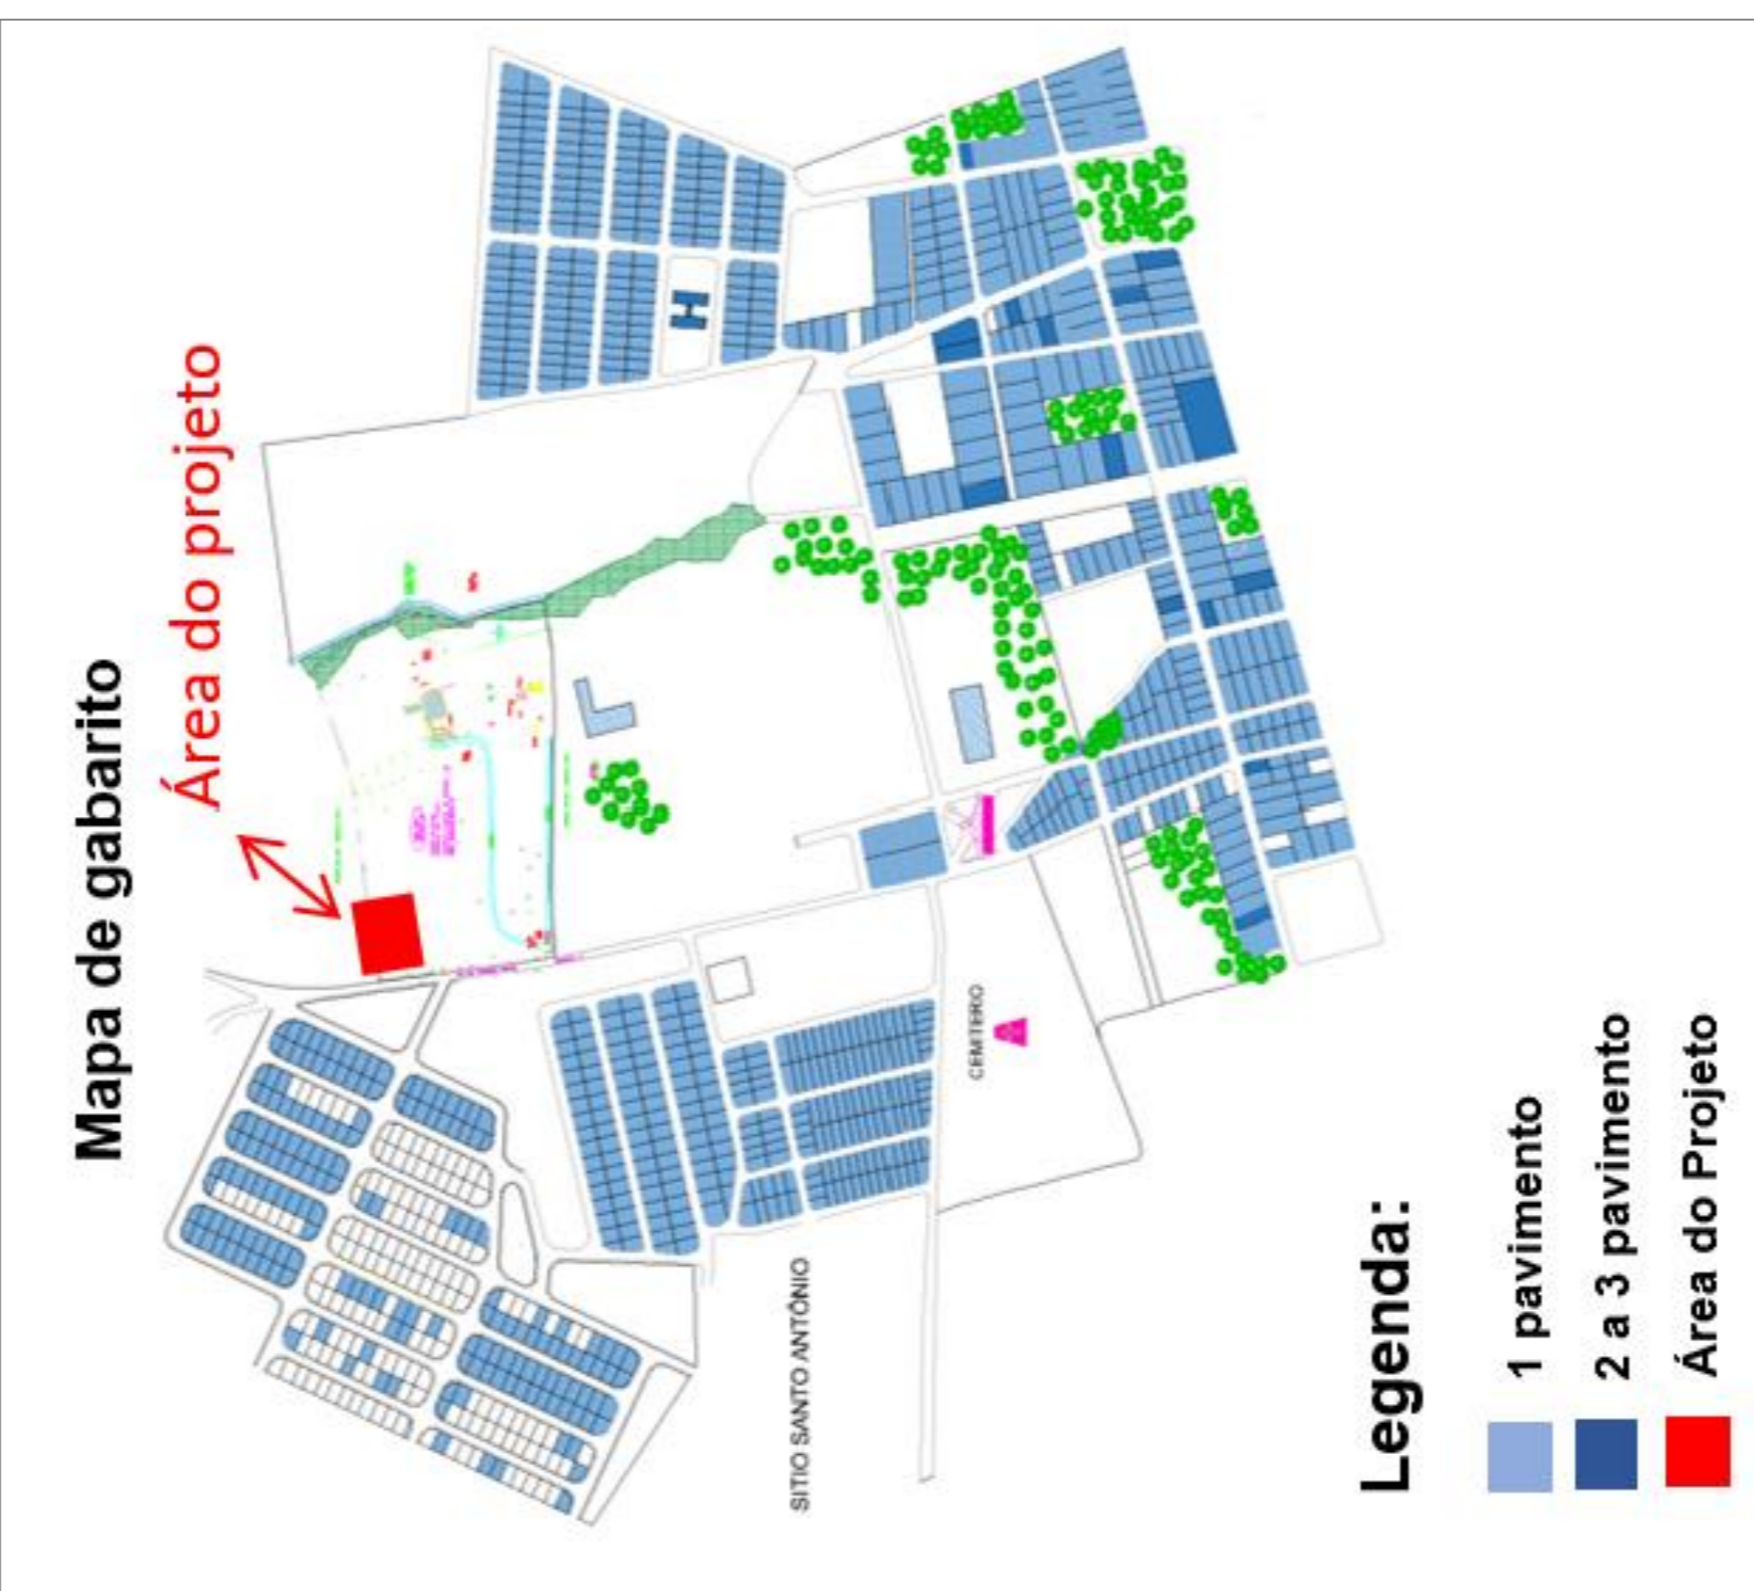 Mapa de gabarito
Área do projeto
CEMITERIO
SITIO SANTO ANTÔNIO
Legenda:
1 pavimento
2 a 3 pavimento
Área do Projeto